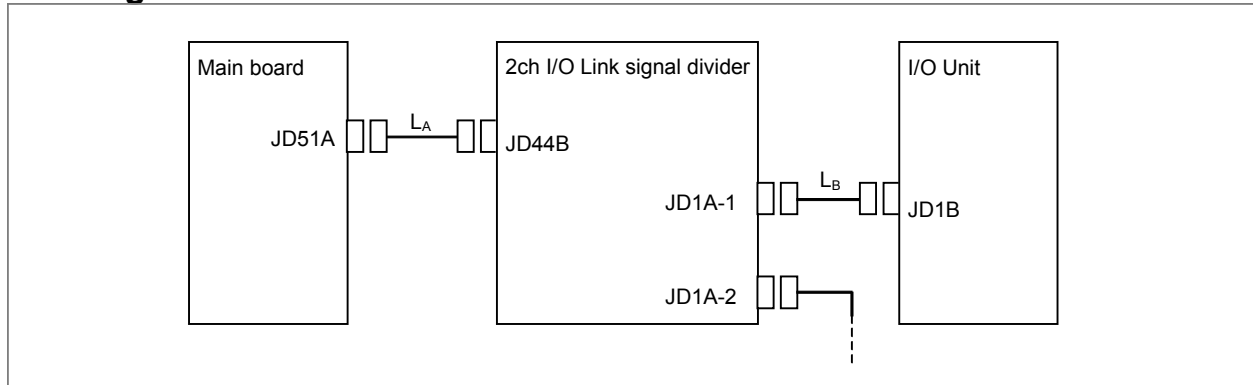 Main board
2ch I/O Link signal divider
I/O Unit
JD51A
LA
JD44B
JD1A-1
LB
JD1B
JD1A-2